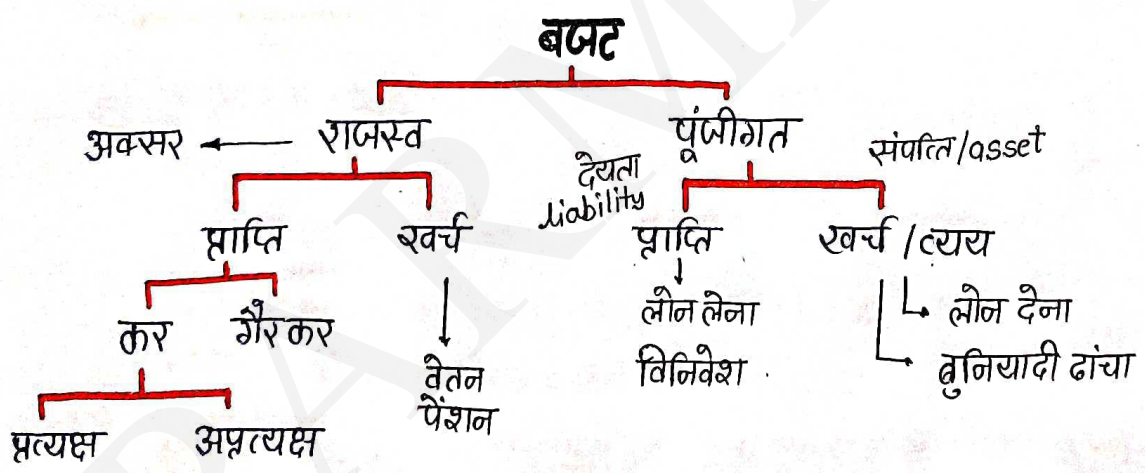 बजट
अक्सर ← राजस्व
पूंजीगत
संपत्ति/asset
देयता
liability
प्राप्ति
खर्च
प्राप्ति
खर्च/व्यय
कर
गैर कर
लोन लेना
लोन देना
वेतन
विनिवेश
बुनियादी ढांचा
पेंशन
प्रत्यक्ष
अप्रत्यक्ष